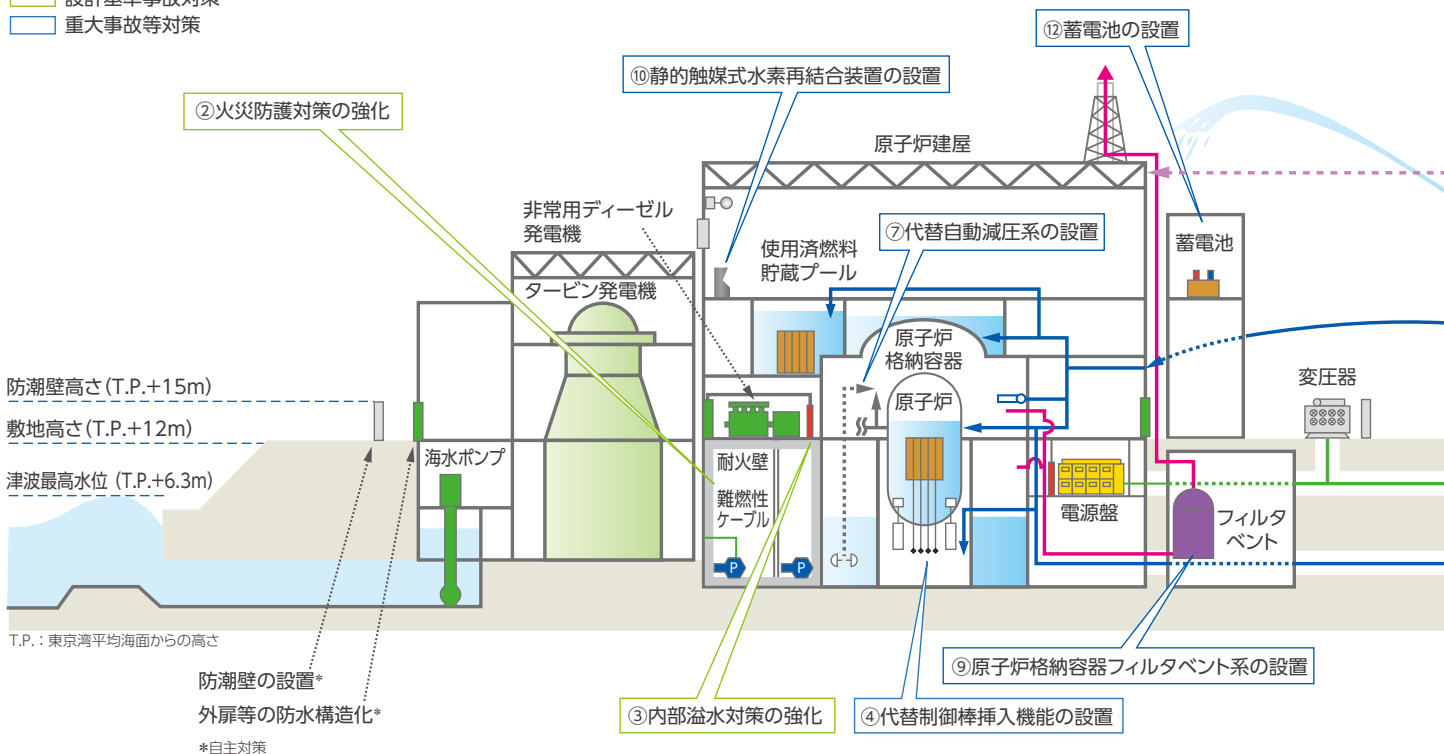 設計基準事故対策
重大事故等対策
⑫蓄電池の設置
⑩静的触媒式水素再結合装置の設置
②火災防護対策の強化
原子炉建屋
非常用ディーゼル
発電機
⑦代替自動減圧系の設置
使用済燃料
貯蔵プール
蓄電池
タービン発電機
原子炉
格納容器
変圧器
防潮壁高さ(T.P.+15m)
原子炉
敷地高さ(T.P.+12m)
海水ポンプ
耐火壁
津波最高水位 (T.P.+6.3m)
難燃性
ケーブル
電源盤
フィルタ
ベント
P
P
T.P.：東京湾平均海面からの高さ
⑨原子炉格納容器フィルタベント系の設置
防潮壁の設置*
外扉等の防水構造化*
③内部溢水対策の強化
④代替制御棒挿入機能の設置
*自主対策